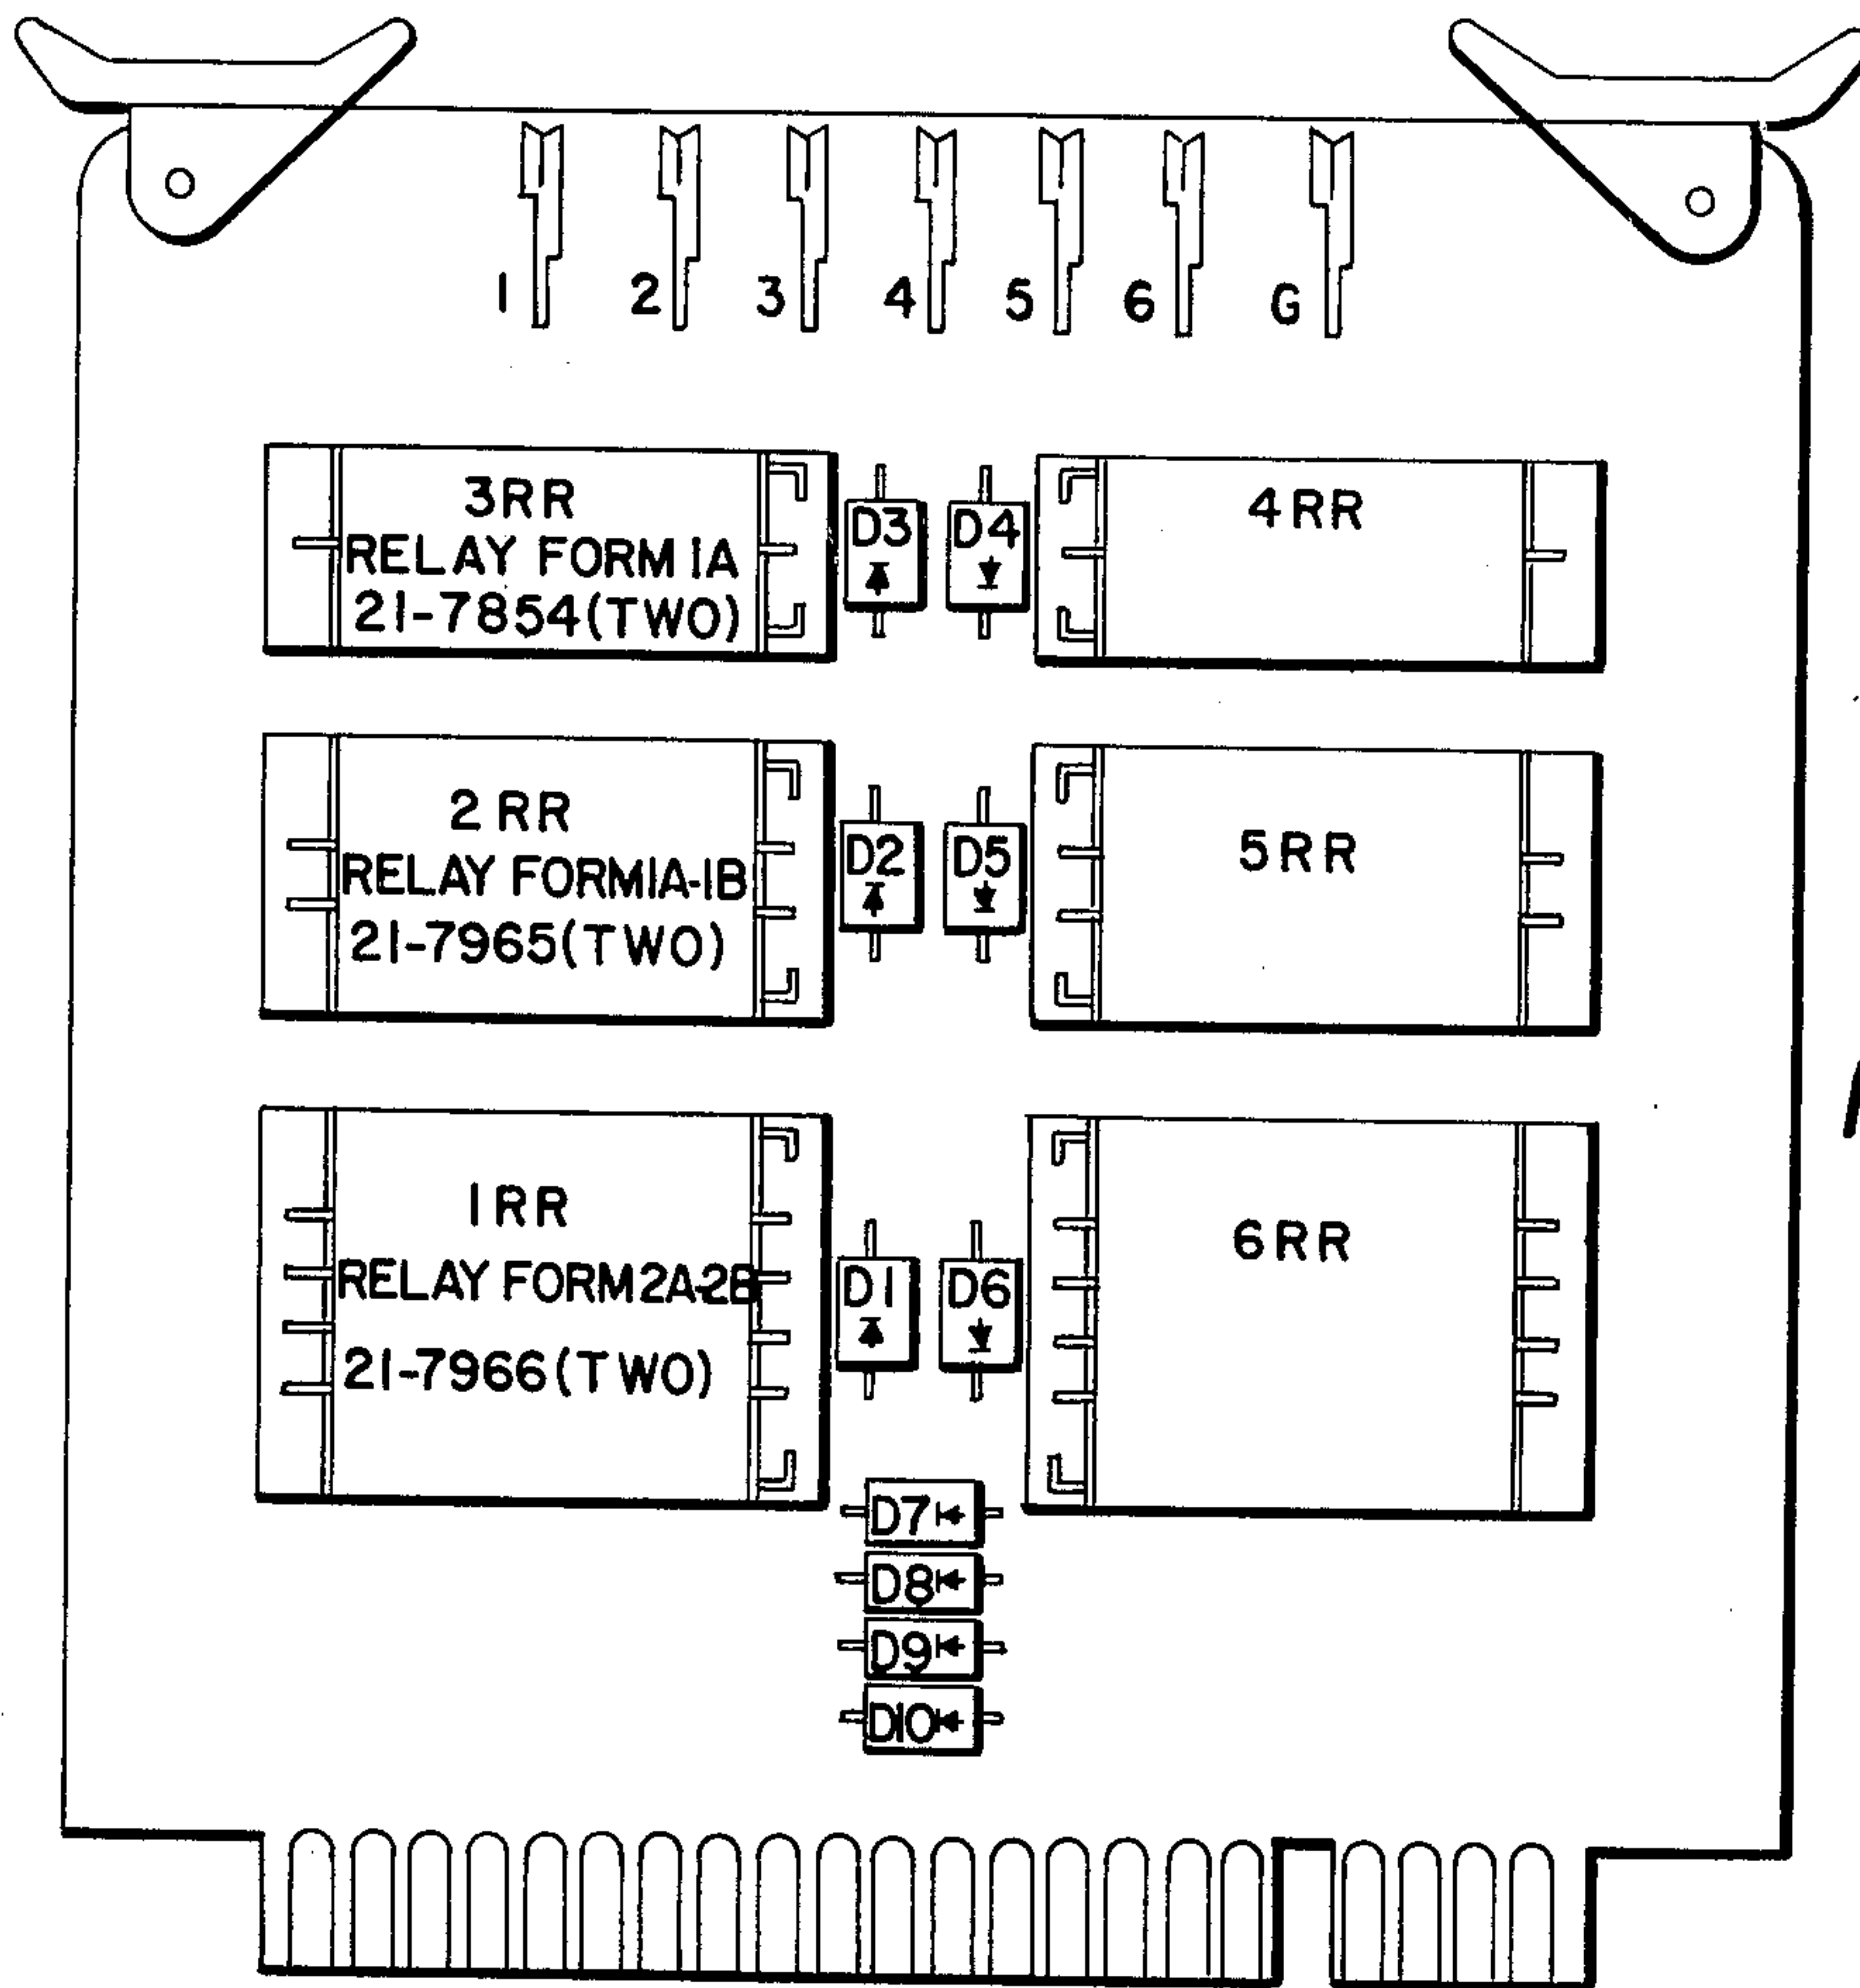 1 2 3 4 5 6 G
3RR
RELAY FORM 1A
21-7854(TWO)
D3
D4
4RR
2RR
RELAY FORM1A-1B
21-7965(TWO)
D2
D5
5RR
1RR
RELAY FORM2A-2B
21-7966(TWO)
D1
D6
6RR
D7
D8
D9
D10